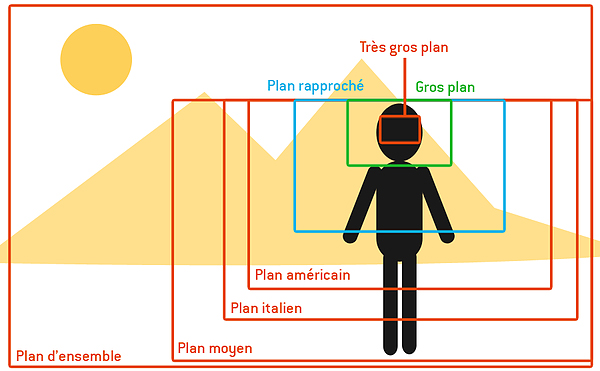 Très gros plan
Plan rapproché
Gros plan
Plan américain
Plan italien
Plan moyen
Plan d'ensemble